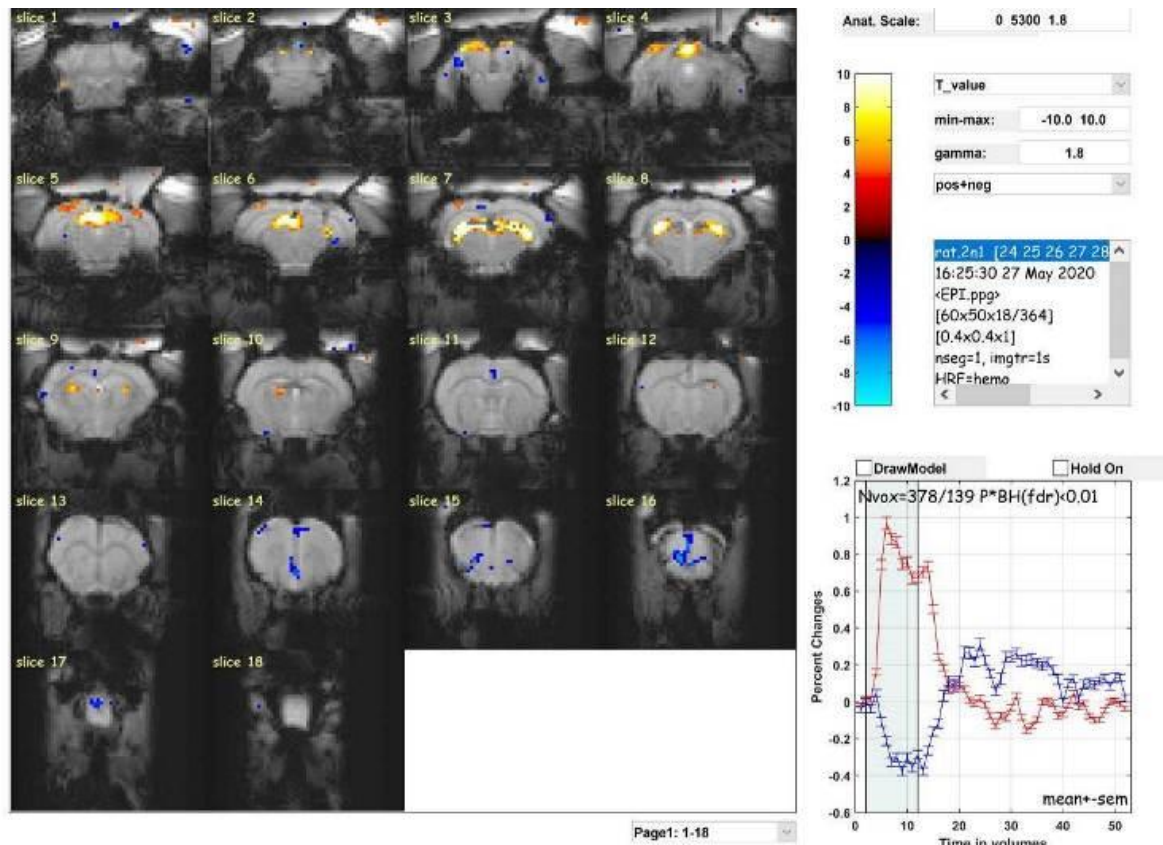 slice 1 slice 2 slice 3 slice 4
slice 5 slice 6 slice 7 slice 8
slice 9 slice 10 slice 11 slice 12
slice 13 slice 14 slice 15 slice 16
slice 17 slice 18
Page1: 1-18
Anat. Scale: 0 5300 1.8
10
8
6
4
2
0
-2
-4
-6
-8
-10
T_value
min-max: -10.0 10.0
gamma: 1.8
pos+neg
rat.2n1 [24 25 26 27 28
16:25:30 27 May 2020
<EPI.ppg>
[60x50x18/364]
[0.4x0.4x1]
nseg=1, imgtr=1s
HRF=hemo
DrawModel Hold On
Nvox=378/139 P*BH(fdr)<0.01
Percent Changes
1.2
1
0.8
0.6
0.4
0.2
0
-0.2
-0.4
-0.6
mean+-sem
0 10 20 30 40 50
Time in volumes